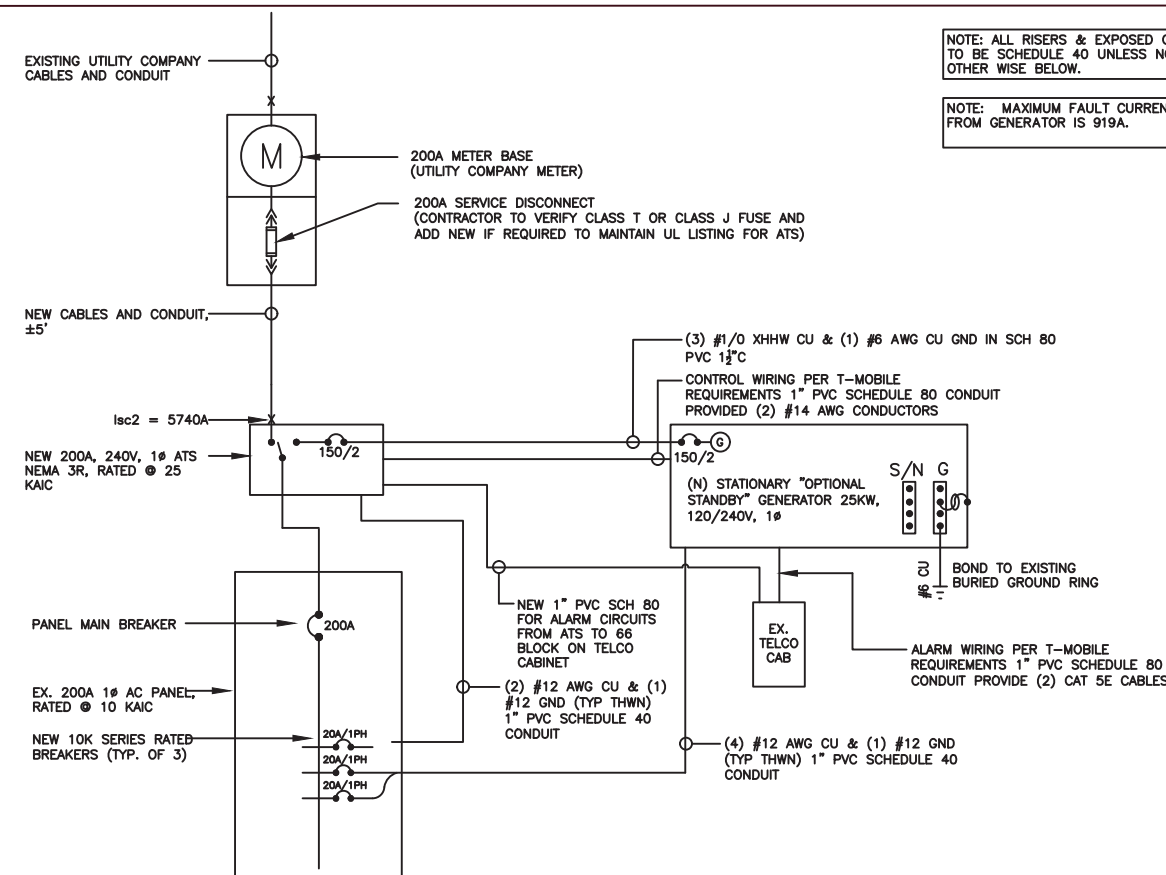 EXISTING UTILITY COMPANY
CABLES AND CONDUIT
NOTE: ALL RISERS & EXPOSED
TO BE SCHEDULE 40 UNLESS
OTHER WISE BELOW.
NOTE: MAXIMUM FAULT
FROM GENERATOR IS 919A.
M
200A METER BASE
(UTILITY COMPANY METER)
200A SERVICE DISCONNECT
(CONTRACTOR TO VERIFY CLASS T OR CLASS J FUSE AND
ADD NEW IF REQUIRED TO MAINTAIN UL LISTING FOR ATS)
NEW CABLES AND CONDUIT,
±5'
(3) #1/0 XHHW CU & (1) #6 AWG CU GND IN SCH 80
PVC 1½"C
CONTROL WIRING PER T-MOBILE
REQUIREMENTS 1" PVC SCHEDULE 80 CONDUIT
PROVIDED (2) #14 AWG CONDUCTORS
Isc2 = 5740A
NEW 200A, 240V, 1ø ATS
NEMA 3R, RATED @ 25
KAIC
150/2
150/2
G
(N) STATIONARY "OPTIONAL
STANDBY" GENERATOR 25KW,
120/240V, 1ø
S/N G
#6 CU
BOND TO EXISTING
BURIED GROUND RING
NEW 1" PVC SCH 80
FOR ALARM CIRCUITS
FROM ATS TO 66
BLOCK ON TELCO
CABINET
EX.
TELCO
CAB
ALARM WIRING PER T-MOBILE
REQUIREMENTS 1" PVC SCHEDULE 80
CONDUIT PROVIDE (2) CAT 5E CABLES
PANEL MAIN BREAKER
200A
EX. 200A 1ø AC PANEL,
RATED @ 10 KAIC
(2) #12 AWG CU & (1)
#12 GND (TYP THWN)
1" PVC SCHEDULE 40
CONDUIT
NEW 10K SERIES RATED
BREAKERS (TYP. OF 3)
20A/1PH
20A/1PH
20A/1PH
(4) #12 AWG CU & (1) #12 GND
(TYP THWN) 1" PVC SCHEDULE 40
CONDUIT